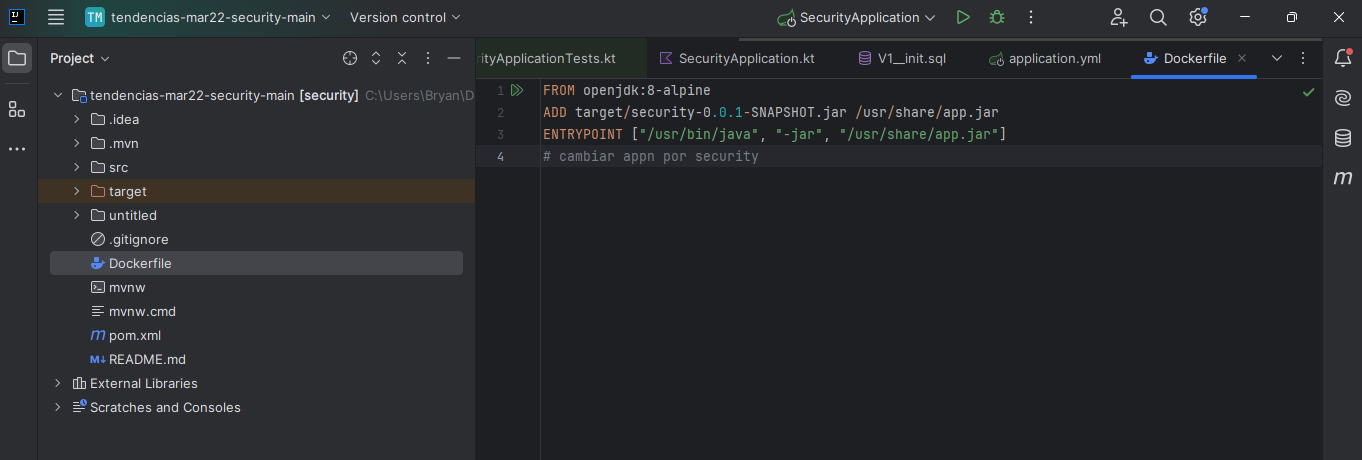 TM tendencias-mar22-security-main Version control SecurityApplication
Project
tendencias-mar22-security-main [security] C:\Users\Bryan\D
.idea
.mvn
src
target
untitled
.gitignore
Dockerfile
mvnw
mvnw.cmd
pom.xml
README.md
External Libraries
Scratches and Consoles
rityApplicationTests.kt SecurityApplication.kt V1__init.sql application.yml Dockerfile
1 FROM openjdk:8-alpine
2 ADD target/security-0.0.1-SNAPSHOT.jar /usr/share/app.jar
3 ENTRYPOINT ["/usr/bin/java", "-jar", "/usr/share/app.jar"]
4 # cambiar appn por security